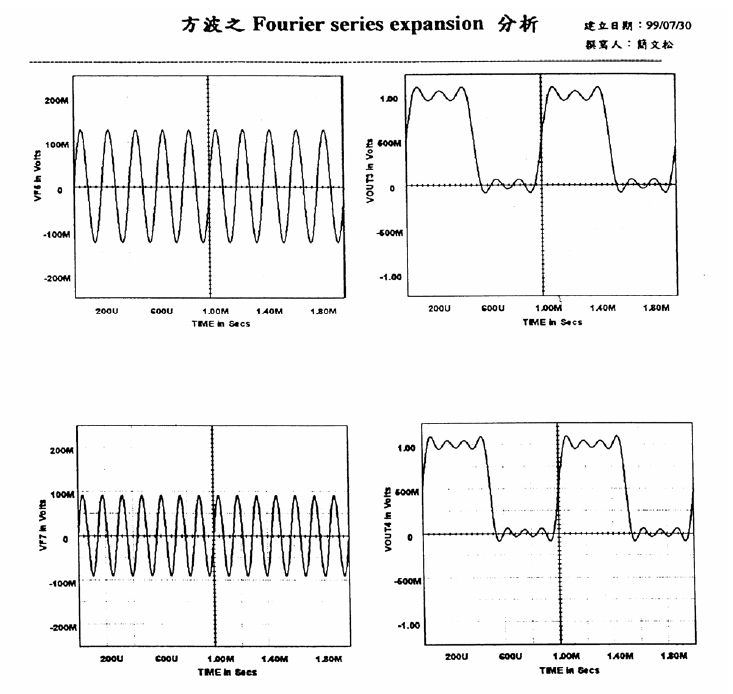 方波之 Fourier series expansion 分析
建立日期：99/07/30
撰寫人：簡文松
200M
100M
0
-100M
-200M
VF5 in Volts
200U 600U 1.00M 1.40M 1.80M
TIME in Secs
1.00
500M
0
-500M
-1.00
VOUT3 in Volts
200U 600U 1.00M 1.40M 1.80M
TIME in Secs
200M
100M
0
-100M
-200M
VF7 in Volts
200U 600U 1.00M 1.40M 1.80M
TIME in Secs
1.00
500M
0
-500M
-1.00
VOUT4 in Volts
200U 600U 1.00M 1.40M 1.80M
TIME in Secs